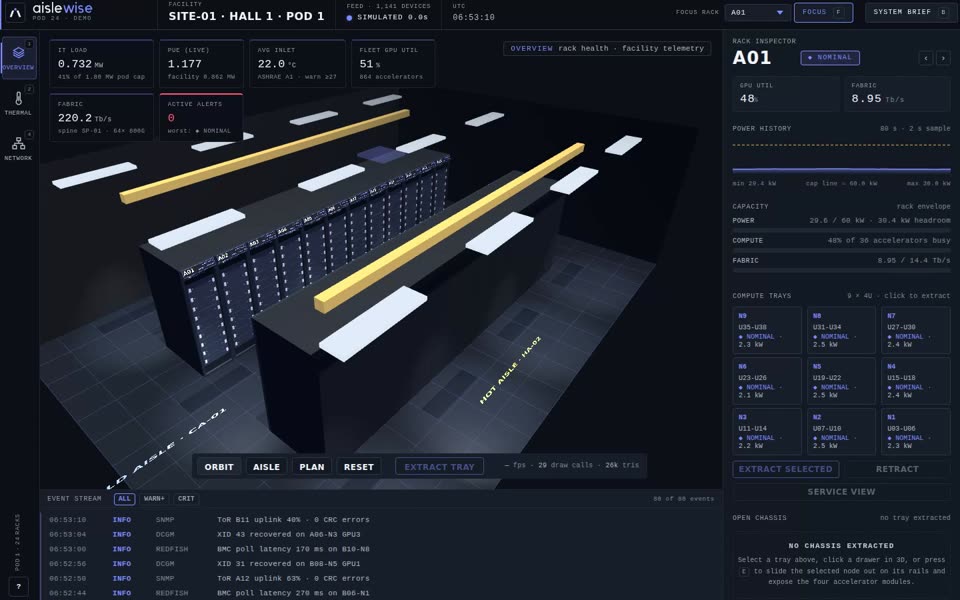 aislewise
POD 24 · DEMO
FACILITY
SITE-01 · HALL 1 · POD 1
FEED · 1,141 DEVICES
SIMULATED 0.0s
UTC
06:53:10
FOCUS RACK
A01
FOCUS F
SYSTEM BRIEF B
1
OVERVIEW
2
THERMAL
4
NETWORK
POD 1 · 24 RACKS
?
IT LOAD
0.732 MW
41% of 1.80 MW pod cap
PUE (LIVE)
1.177
facility 0.862 MW
AVG INLET
22.0 °C
ASHRAE A1 · warn ≥27
FLEET GPU UTIL
51 %
864 accelerators
FABRIC
220.2 Tb/s
spine SP-01 · 64× 800G
ACTIVE ALERTS
0
worst: ◆ NOMINAL
OVERVIEW rack health · facility telemetry
A01
A02
HOT AISLE · HA-02
AISLE · CA-01
ORBIT
AISLE
PLAN
RESET
EXTRACT TRAY
— fps · 29 draw calls · 26k tris
EVENT STREAM
ALL
WARN+
CRIT
80 of 80 events
06:53:10 INFO SNMP ToR B11 uplink 40% · 0 CRC errors
06:53:04 INFO DCGM XID 43 recovered on A06-N3 GPU3
06:53:00 INFO REDFISH BMC poll latency 170 ms on B10-N8
06:52:56 INFO DCGM XID 31 recovered on B08-N5 GPU1
06:52:50 INFO SNMP ToR A12 uplink 63% · 0 CRC errors
06:52:44 INFO REDFISH BMC poll latency 270 ms on B06-N1
RACK INSPECTOR
A01
◆ NOMINAL
‹
›
GPU UTIL
48%
FABRIC
8.95 Tb/s
POWER HISTORY
80 s · 2 s sample
min 29.4 kW
cap line = 60.0 kW
max 30.0 kW
CAPACITY
rack envelope
POWER
29.6 / 60 kW · 30.4 kW headroom
COMPUTE
48% of 36 accelerators busy
FABRIC
8.95 / 14.4 Tb/s
COMPUTE TRAYS
9 × 4U · click to extract
N9
U35-U38
◆ NOMINAL ·
2.3 kW
N8
U31-U34
◆ NOMINAL ·
2.5 kW
N7
U27-U30
◆ NOMINAL ·
2.4 kW
N6
U23-U26
◆ NOMINAL ·
2.1 kW
N5
U19-U22
◆ NOMINAL ·
2.5 kW
N4
U15-U18
◆ NOMINAL ·
2.4 kW
N3
U11-U14
◆ NOMINAL ·
2.2 kW
N2
U07-U10
◆ NOMINAL ·
2.5 kW
N1
U03-U06
◆ NOMINAL ·
2.2 kW
EXTRACT SELECTED
RETRACT
SERVICE VIEW
OPEN CHASSIS
no tray extracted
NO CHASSIS EXTRACTED
Select a tray above, click a drawer in 3D, or press
E to slide the selected node out on its rails and
expose the four accelerator modules.